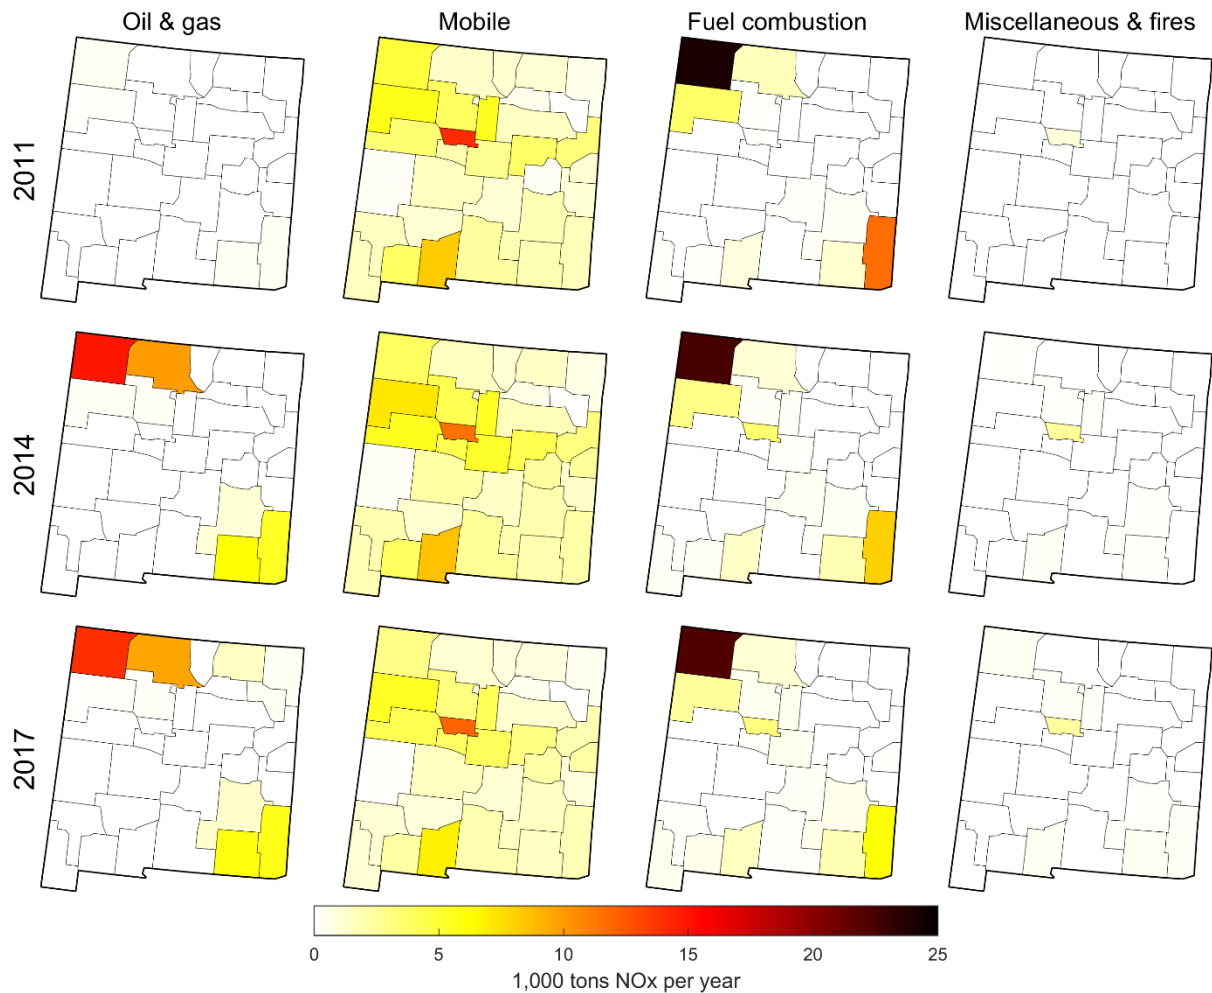 Oil & gas Mobile Fuel combustion Miscellaneous & fires
2011
2014
2017
0 5 10 15 20 25
1,000 tons NOx per year